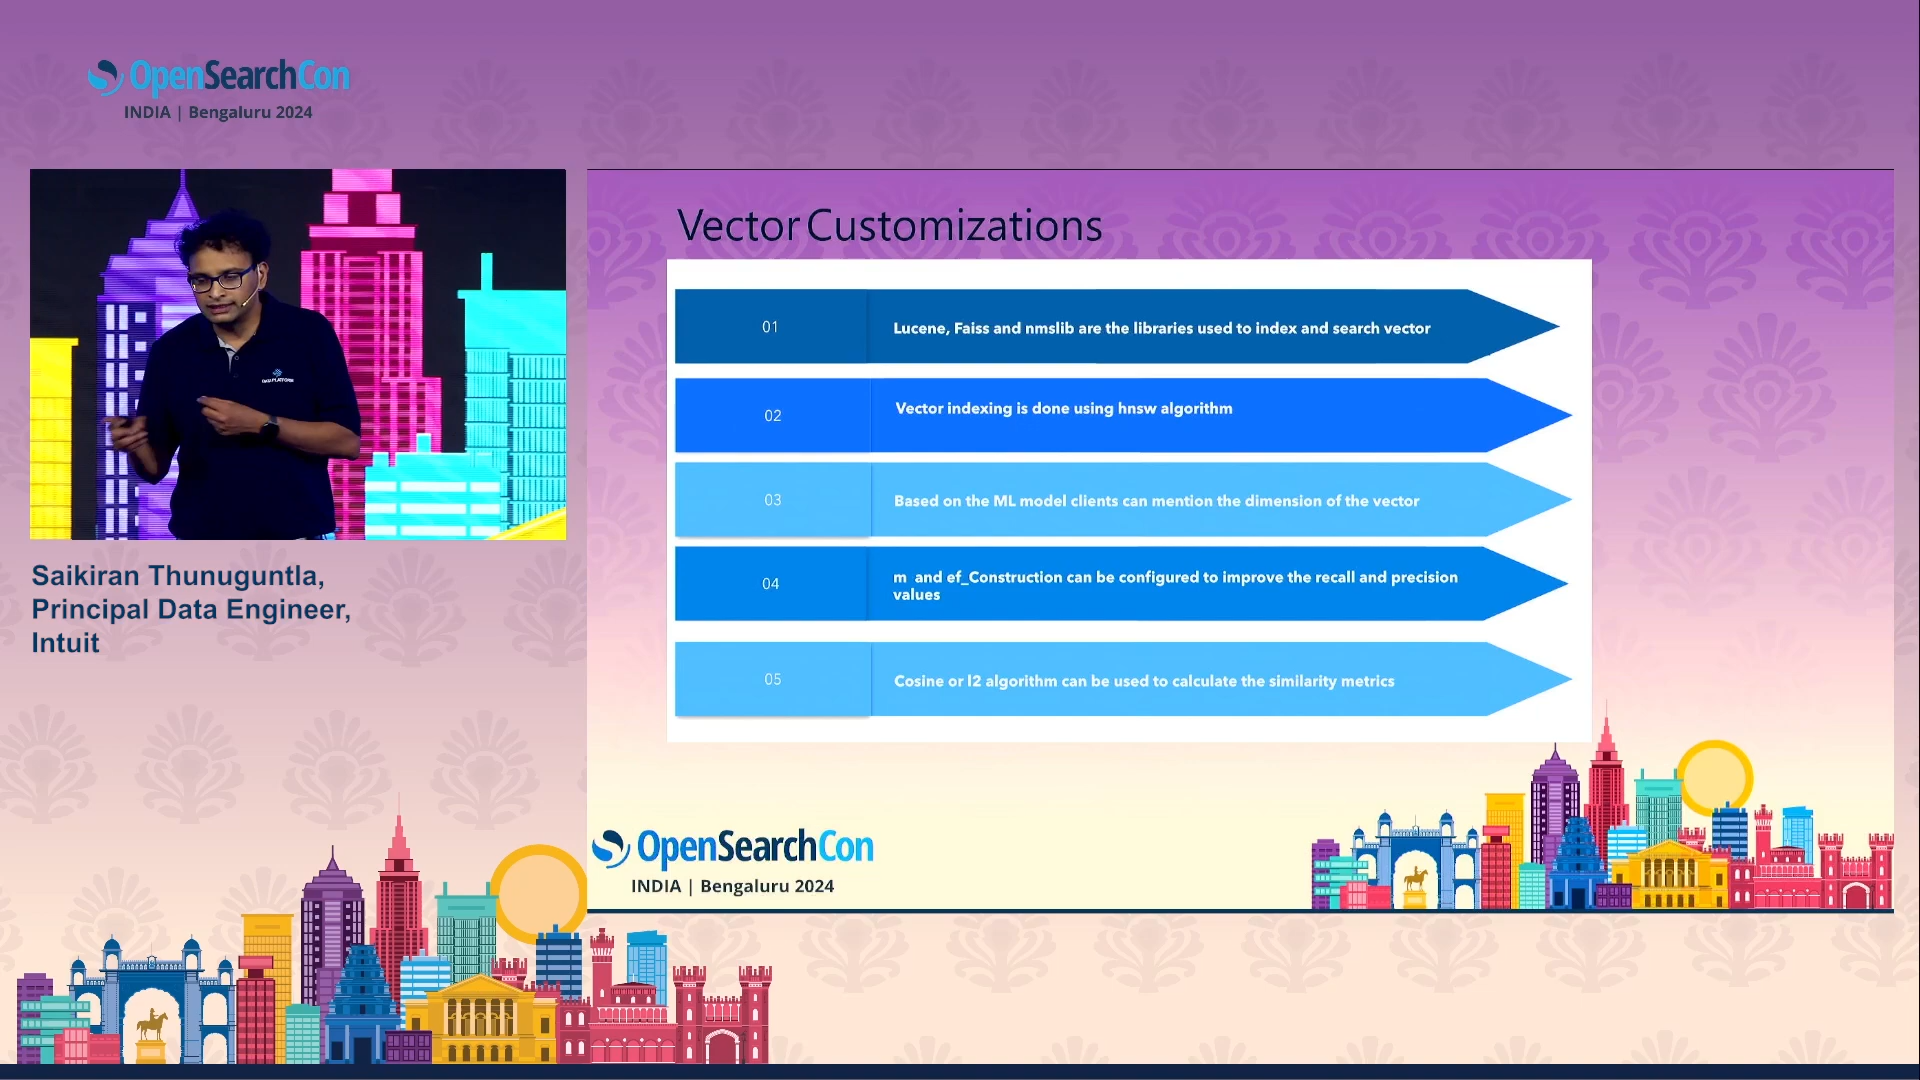 OpenSearchCon
INDIA | Bengaluru 2024
Saikiran Thunuguntla,
Principal Data Engineer,
Intuit
Vector Customizations
01
Lucene, Faiss and nmslib are the libraries used to index and search vector
02
Vector indexing is done using hnsw algorithm
03
Based on the ML model clients can mention the dimension of the vector
04
m and ef_Construction can be configured to improve the recall and precision
values
05
Cosine or l2 algorithm can be used to calculate the similarity metrics
OpenSearchCon
INDIA | Bengaluru 2024